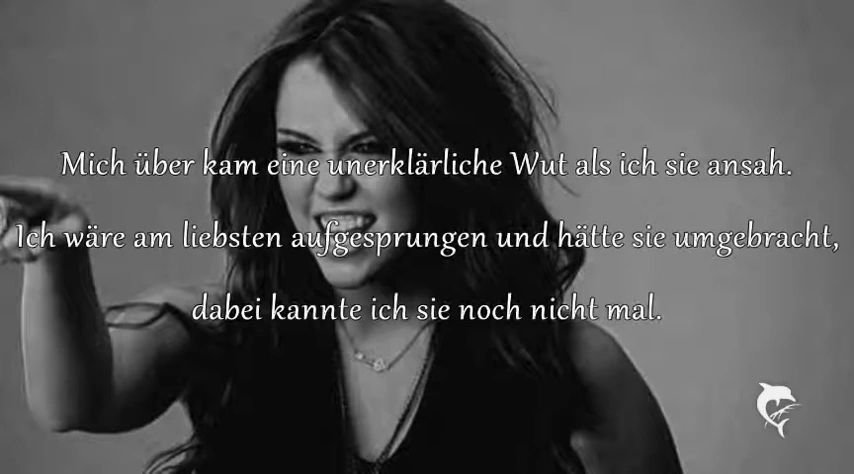 Mich über kam eine unerklärliche Wut als ich sie ansah.
Ich wäre am liebsten aufgesprungen und hätte sie umgebracht,
dabei kannte ich sie noch nicht mal.